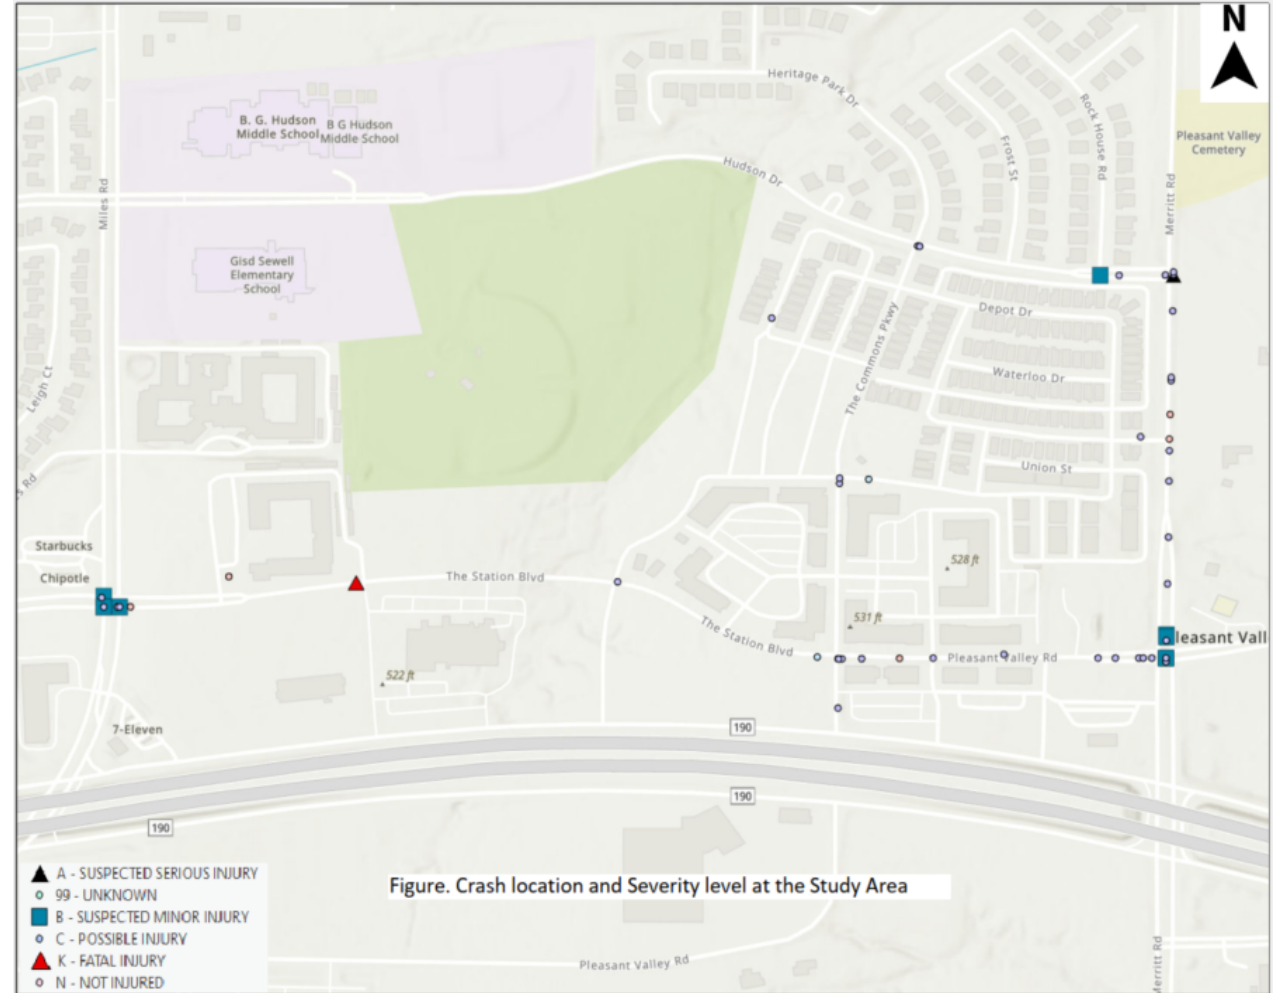 N
Heritage Park Dr
B. G. Hudson
Middle School
B G Hudson
Middle School
Rock House Rd
Pleasant Valley
Cemetery
Frost St
Hudson Dr
Miles Rd
Merritt Rd
Gisd Sewell
Elementary
School
Depot Dr
The Commons Pkwy
Waterloo Dr
Leigh Ct
Union St
s Rd
Starbucks
528 ft
Chipotle
The Station Blvd
531 ft
The Station Blvd
leasant Vall
Pleasant Valley Rd
522 ft
7-Eleven
190
190
190
A - SUSPECTED SERIOUS INJURY
99 - UNKNOWN
B - SUSPECTED MINOR INJURY
C - POSSIBLE INJURY
K - FATAL INJURY
N - NOT INJURED
Figure. Crash location and Severity level at the Study Area
Pleasant Valley Rd
Merritt Rd